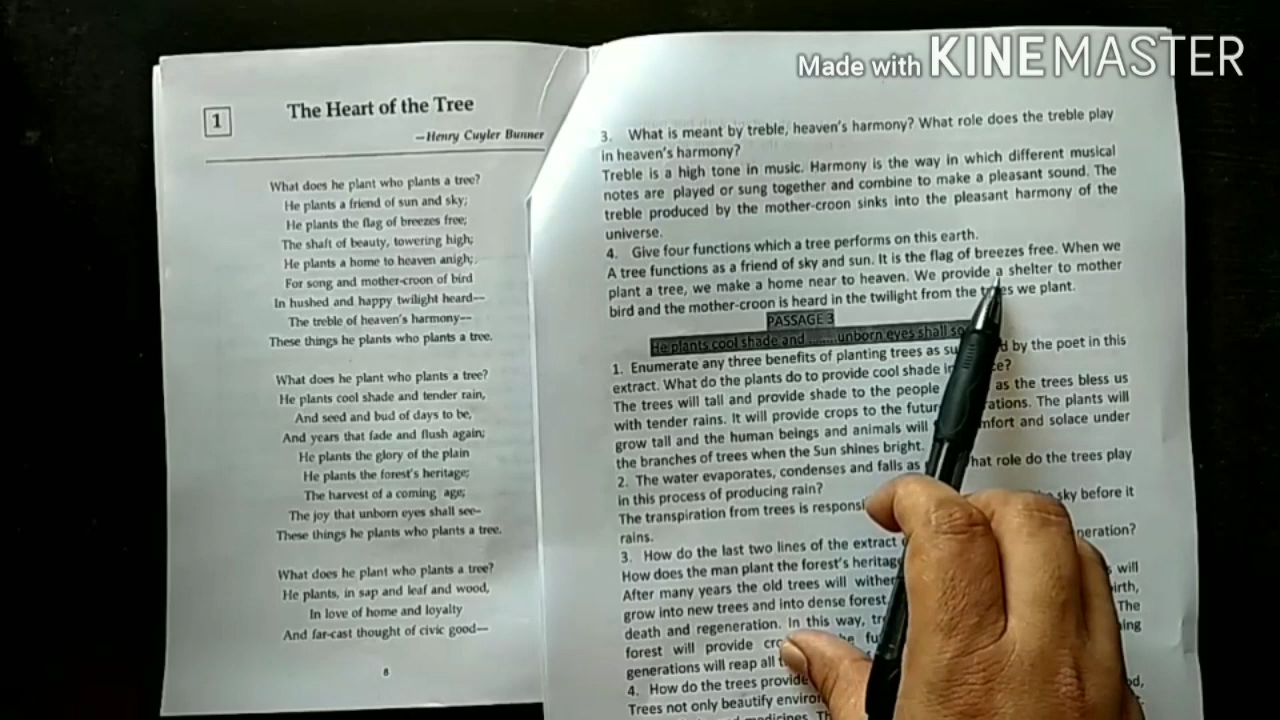 Made with KINEMASTER
1
The Heart of the Tree
—Henry Cuyler Bunner
What does he plant who plants a tree?
He plants a friend of sun and sky;
He plants the flag of breezes free;
The shaft of beauty, towering high;
He plants a home to heaven anigh;
For song and mother-croon of bird
In hushed and happy twilight heard—
The treble of heaven's harmony—
These things he plants who plants a tree.
What does he plant who plants a tree?
He plants cool shade and tender rain,
And seed and bud of days to be,
And years that fade and flush again;
He plants the glory of the plain
He plants the forest's heritage;
The harvest of a coming age;
The joy that unborn eyes shall see—
These things he plants who plants a tree.
What does he plant who plants a tree?
He plants, in sap and leaf and wood,
In love of home and loyalty
And far-cast thought of civic good—
8
3. What is meant by treble, heaven's harmony? What role does the treble play
in heaven's harmony?
Treble is a high tone in music. Harmony is the way in which different musical
notes are played or sung together and combine to make a pleasant sound. The
treble produced by the mother-croon sinks into the pleasant harmony of the
universe.
4. Give four functions which a tree performs on this earth.
A tree functions as a friend of sky and sun. It is the flag of breezes free. When we
plant a tree, we make a home near to heaven. We provide a shelter to mother
bird and the mother-croon is heard in the twilight from the trees we plant.
PASSAGE 3
He plants cool shade and ........unborn eyes shall
1. Enumerate any three benefits of planting trees as by the poet in this
extract. What do the plants do to provide cool shade
The trees will tall and provide shade to the people as the trees bless us
with tender rains. It will provide crops to the The plants will
grow tall and the human beings and animals will and solace under
the branches of trees when the Sun shines bright.
2. The water evaporates, condenses and falls as role do the trees play
in this process of producing rain?
The transpiration from trees is sky before it
rains.
3. How do the last two lines of the extract
How does the man plant the forest's
After many years the old trees will will
grow into new trees and into dense forest
death and regeneration. In this way, The
forest will provide
generations will reap all
4. How do the trees provide
Trees not only beautify